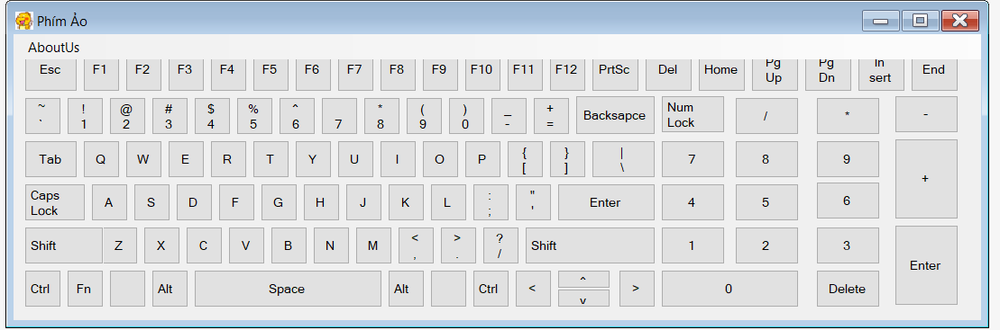 Phím Ảo
AboutUs
Esc F1 F2 F3 F4 F5 F6 F7 F8 F9 F10 F11 F12 PrtSc Del Home Pg Up Pg Dn In sert End
~ ` ! 1 @ 2 # 3 $ 4 % 5 ^ 6 7 * 8 ( 9 ) 0 _ - + = Backsapce Num Lock / * -
Tab Q W E R T Y U I O P { [ } ] | \ 7 8 9 +
Caps Lock A S D F G H J K L : ; " ' Enter 4 5 6
Shift Z X C V B N M < , > . ? / Shift 1 2 3 Enter
Ctrl Fn Alt Space Alt Ctrl < ^ v > 0 Delete